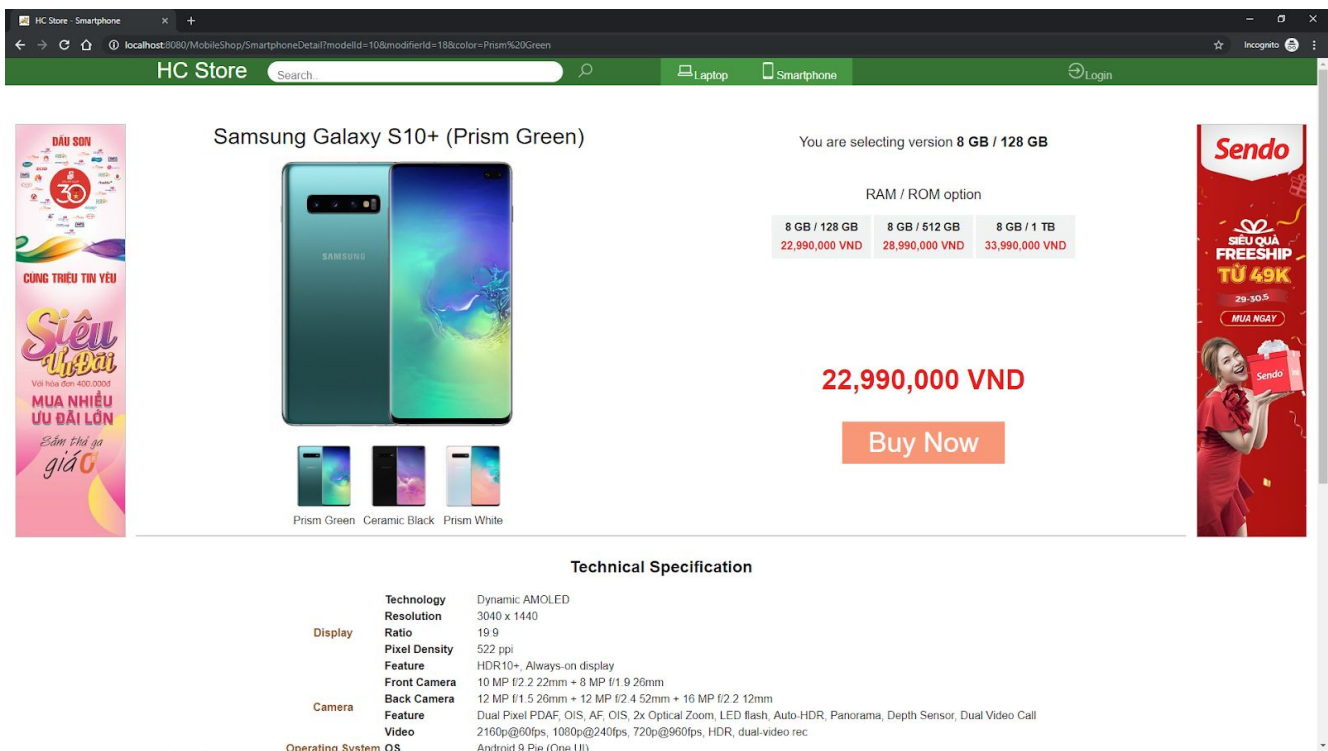 HC Store - Smartphone
localhost:8080/MobileShop/SmartphoneDetail?modelId=10&modifierId=18&color=Prism%20Green
Incognito
HC Store
Search..
Laptop
Smartphone
Login
ĐẤU SON
30
CÙNG TRIỆU TIN YÊU
Siêu
Ưu Đãi
Với hóa đơn 400.000đ
MUA NHIỀU
ƯU ĐÃI LỚN
Sắm thả ga
giá 0
Samsung Galaxy S10+ (Prism Green)
SAMSUNG
Prism Green
Ceramic Black
Prism White
You are selecting version 8 GB / 128 GB
RAM / ROM option
8 GB / 128 GB
22,990,000 VND
8 GB / 512 GB
28,990,000 VND
8 GB / 1 TB
33,990,000 VND
22,990,000 VND
Buy Now
Sendo
SIÊU QUÀ
FREESHIP
TỪ 49K
29-30.5
MUA NGAY
Sendo
Technical Specification
Display
Technology Dynamic AMOLED
Resolution 3040 x 1440
Ratio 19:9
Pixel Density 522 ppi
Feature HDR10+, Always-on display
Camera
Front Camera 10 MP f/2.2 22mm + 8 MP f/1.9 26mm
Back Camera 12 MP f/1.5 26mm + 12 MP f/2.4 52mm + 16 MP f/2.2 12mm
Feature Dual Pixel PDAF, OIS, AF, OIS, 2x Optical Zoom, LED flash, Auto-HDR, Panorama, Depth Sensor, Dual Video Call
Video 2160p@60fps, 1080p@240fps, 720p@960fps, HDR, dual-video rec
Operating System OS Android 9 Pie (One UI)